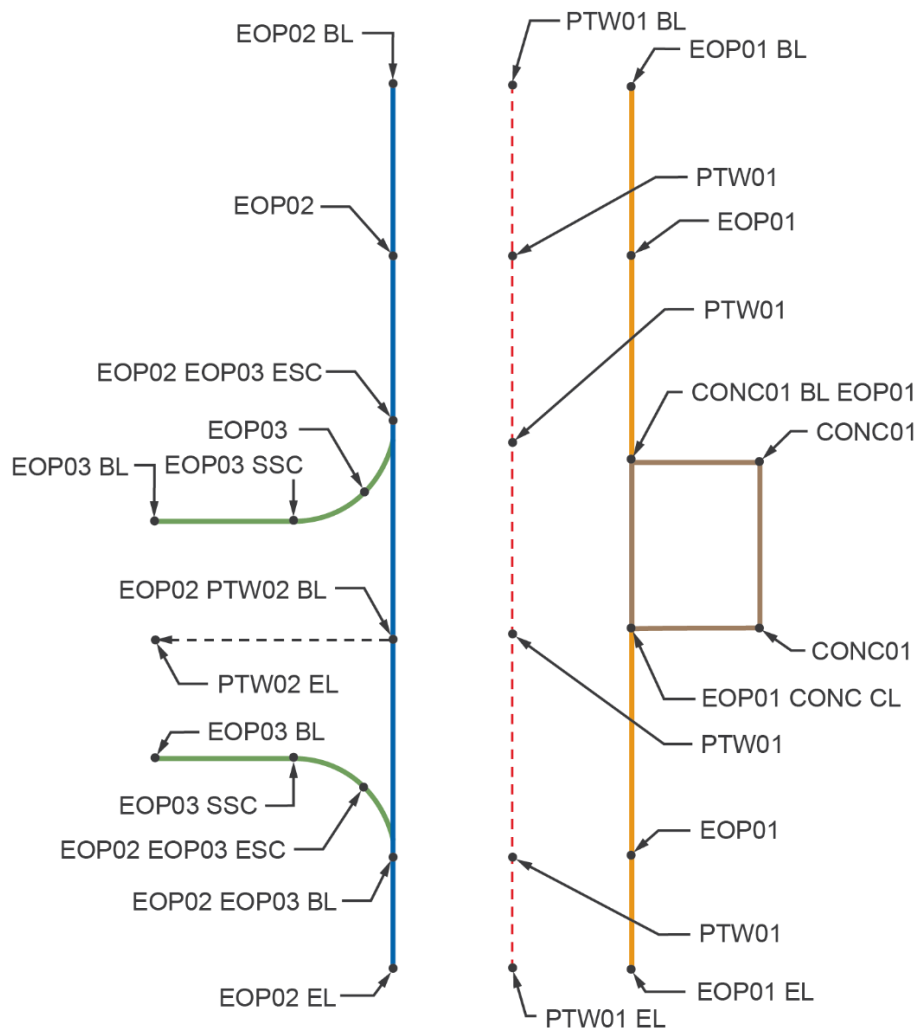 PTW01 BL
EOP02 BL
EOP01 BL
PTW01
EOP02
EOP01
PTW01
EOP02 EOP03 ESC
CONC01 BL EOP01
EOP03
CONC01
EOP03 BL
EOP03 SSC
EOP02 PTW02 BL
CONC01
PTW02 EL
EOP01 CONC CL
EOP03 BL
PTW01
EOP03 SSC
EOP01
EOP02 EOP03 ESC
EOP02 EOP03 BL
PTW01
EOP02 EL
EOP01 EL
PTW01 EL